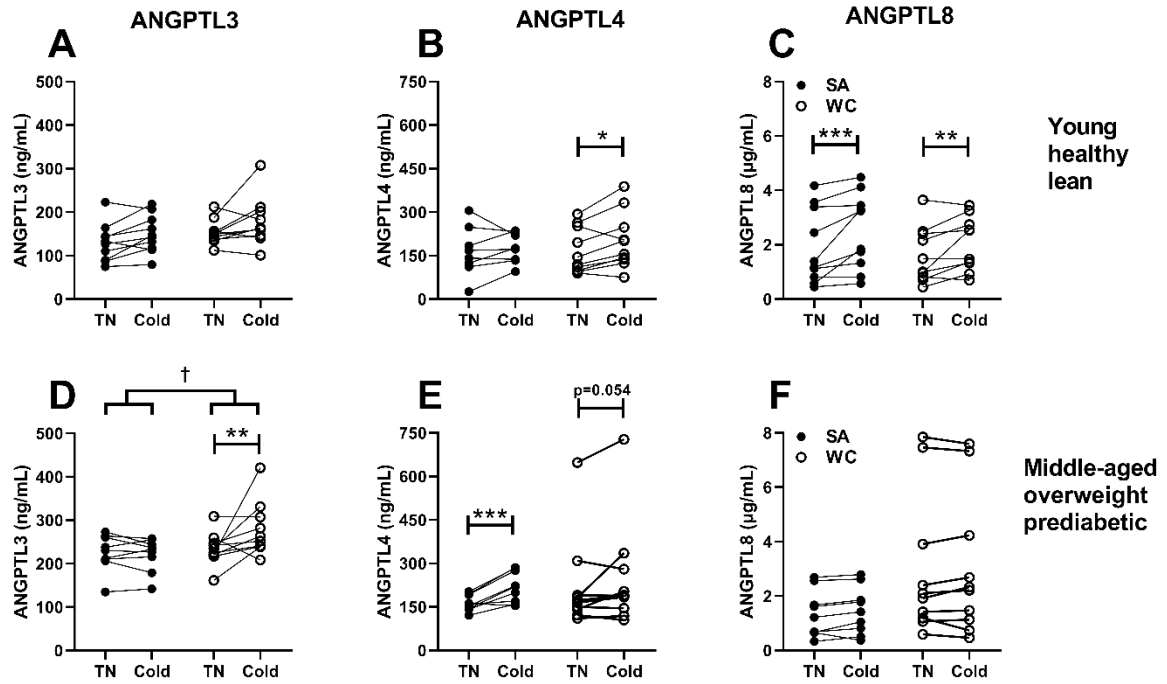 ANGPTL3
ANGPTL4
ANGPTL8
A
B
C
500
400
300
200
100
0
ANGPTL3 (ng/mL)
TN Cold TN Cold
750
600
450
300
150
0
ANGPTL4 (ng/mL)
*
TN Cold TN Cold
8
6
4
2
0
ANGPTL8 (µg/mL)
SA
WC
***
**
TN Cold TN Cold
Young
healthy
lean
D
E
F
†
**
500
400
300
200
100
0
ANGPTL3 (ng/mL)
TN Cold TN Cold
p=0.054
***
750
600
450
300
150
0
ANGPTL4 (ng/mL)
TN Cold TN Cold
8
6
4
2
0
ANGPTL8 (µg/mL)
SA
WC
TN Cold TN Cold
Middle-aged
overweight
prediabetic